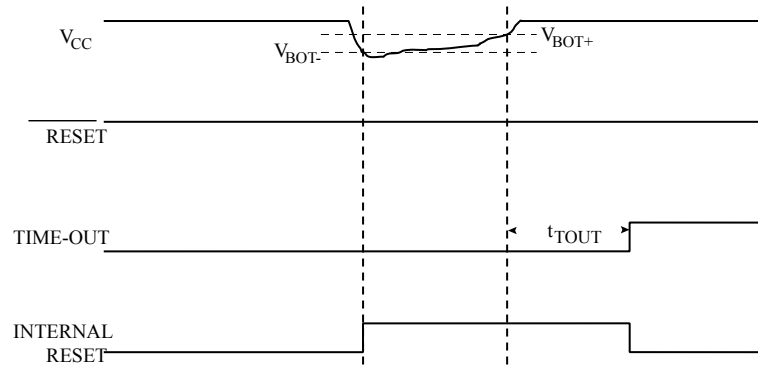 VCC
VBOT-
VBOT+
RESET
TIME-OUT
tTOUT
INTERNAL
RESET